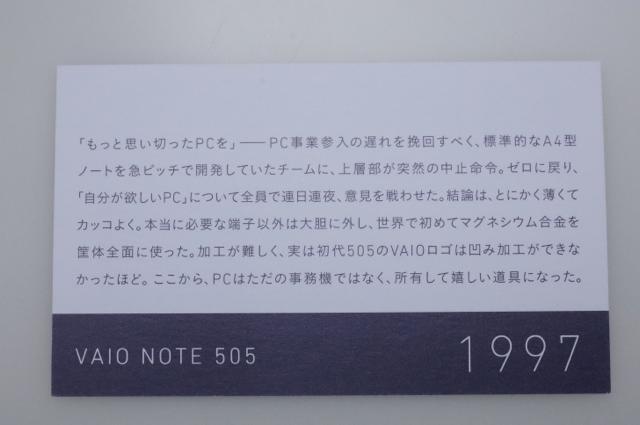 「もっと思い切ったPCを」――PC事業参入の遅れを挽回すべく、標準的なA4型
ノートを急ピッチで開発していたチームに、上層部が突然の中止命令。ゼロに戻り、
「自分が欲しいPC」について全員で連日連夜、意見を戦わせた。結論は、とにかく薄くて
カッコよく。本当に必要な端子以外は大胆に外し、世界で初めてマグネシウム合金を
筐体全面に使った。加工が難しく、実は初代505のVAIOロゴは凹み加工ができな
かったほど。ここから、PCはただの事務機ではなく、所有して嬉しい道具になった。
VAIO NOTE 505
1997